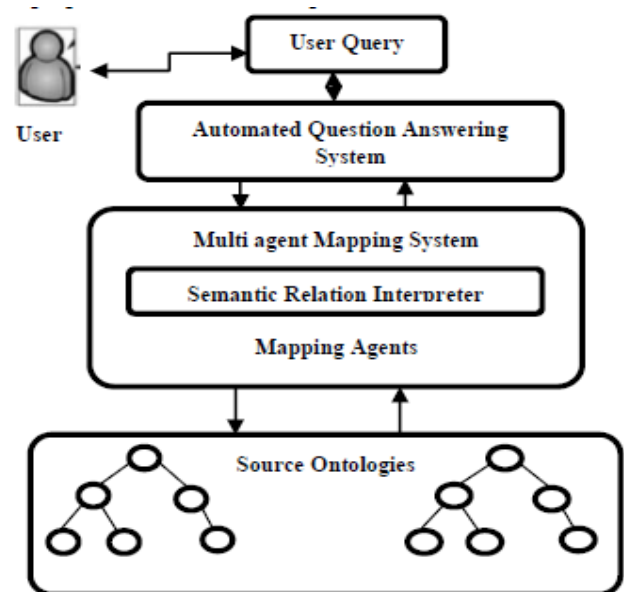 User Query
User
Automated Question Answering
System
Multi agent Mapping System
Semantic Relation Interpreter
Mapping Agents
Source Ontologies